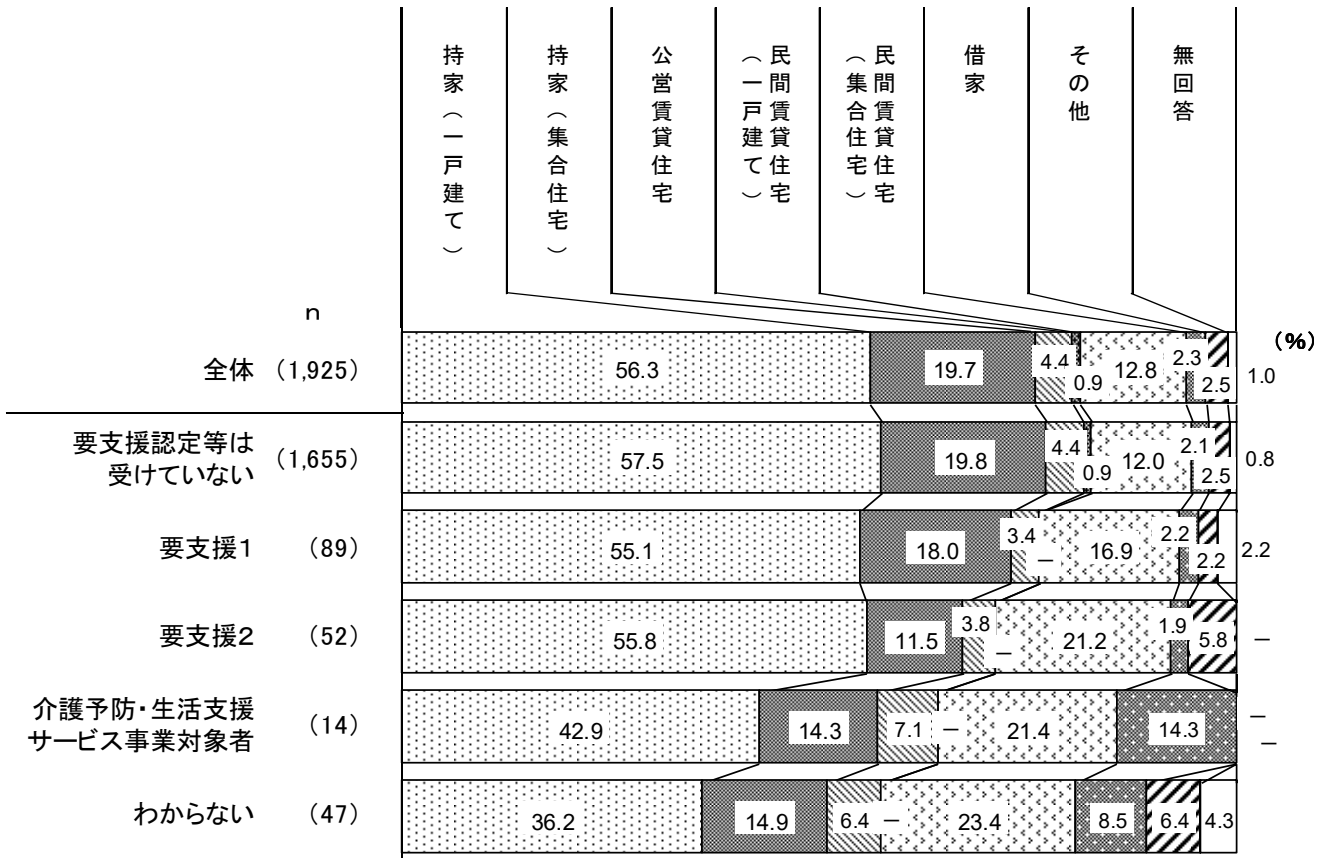 持家（一戸建て）
持家（集合住宅）
公営賃貸住宅
民間賃貸住宅
（一戸建て）
民間賃貸住宅
（集合住宅）
借家
その他
無回答
n
(%)
全体 （1,925） 56.3 19.7 4.4 0.9 12.8 2.3 2.5 1.0
要支援認定等は
受けていない （1,655） 57.5 19.8 4.4 0.9 12.0 2.1 2.5 0.8
要支援１ （89） 55.1 18.0 3.4 － 16.9 2.2 2.2 2.2
要支援２ （52） 55.8 11.5 3.8 － 21.2 1.9 5.8 －
介護予防・生活支援
サービス事業対象者 （14） 42.9 14.3 7.1 － 21.4 14.3 － －
わからない （47） 36.2 14.9 6.4 － 23.4 8.5 6.4 4.3